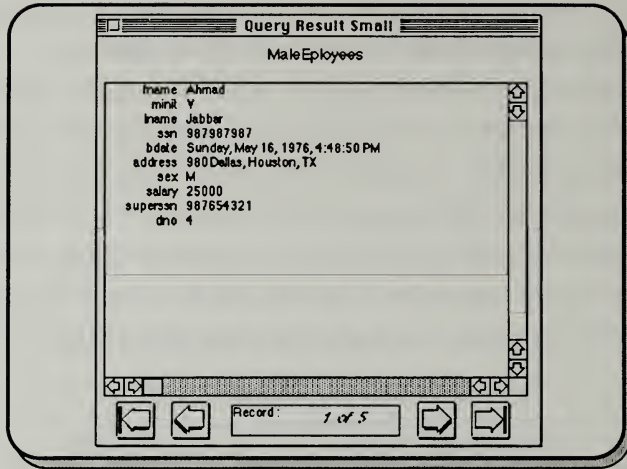 Query Result Small
MaleEployees
fname Ahmad
minit V
lname Jabbar
ssn 987987987
bdate Sunday, May 16, 1976, 4:48:50 PM
address 980 Dallas, Houston, TX
sex M
salary 25000
superssn 987654321
dno 4
Record: 1 of 5